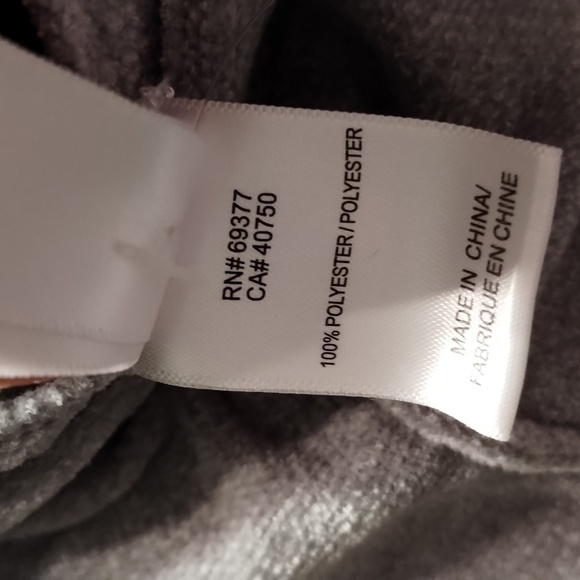 RN# 69377
CA# 40750
100% POLYESTER / POLYESTER
MADE IN CHINA/
FABRIQUE EN CHINE